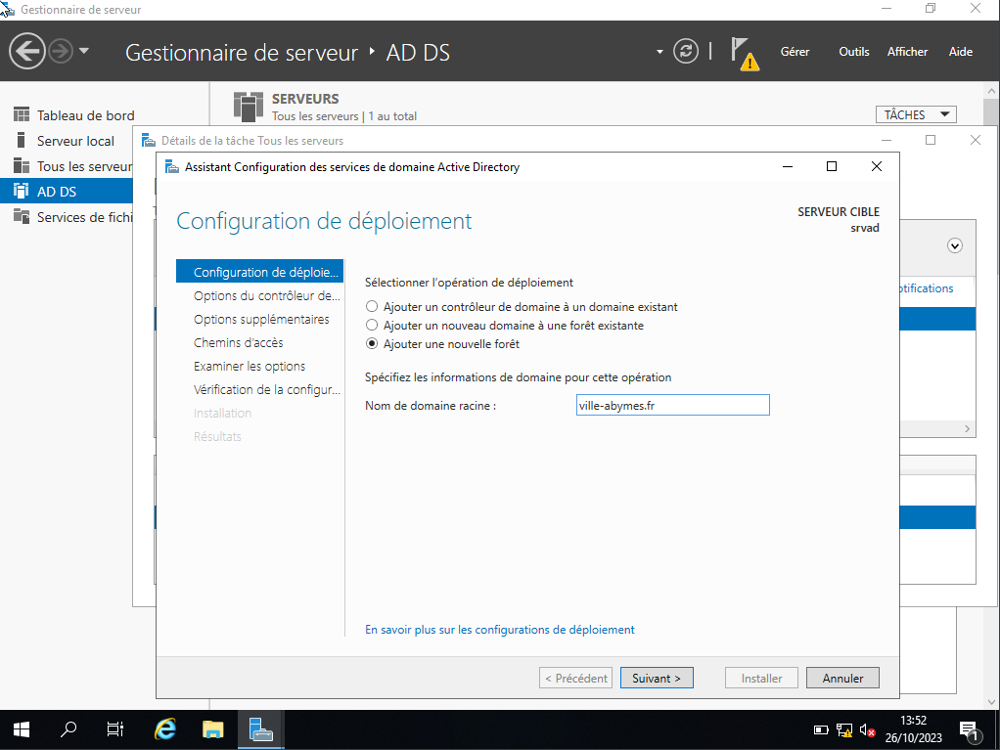 Gestionnaire de serveur
Gestionnaire de serveur ‣ AD DS
Gérer Outils Afficher Aide
Tableau de bord
Serveur local
Tous les serveur
AD DS
Services de fichi
SERVEURS
Tous les serveurs | 1 au total
TÂCHES
Détails de la tâche Tous les serveurs
Assistant Configuration des services de domaine Active Directory
Configuration de déploiement
SERVEUR CIBLE
srvad
Configuration de déploie...
Options du contrôleur de...
Options supplémentaires
Chemins d'accès
Examiner les options
Vérification de la configur...
Installation
Résultats
Sélectionner l'opération de déploiement
Ajouter un contrôleur de domaine à un domaine existant
Ajouter un nouveau domaine à une forêt existante
Ajouter une nouvelle forêt
Spécifiez les informations de domaine pour cette opération
Nom de domaine racine : ville-abymes.fr
otifications
En savoir plus sur les configurations de déploiement
< Précédent Suivant > Installer Annuler
13:52
26/10/2023
1